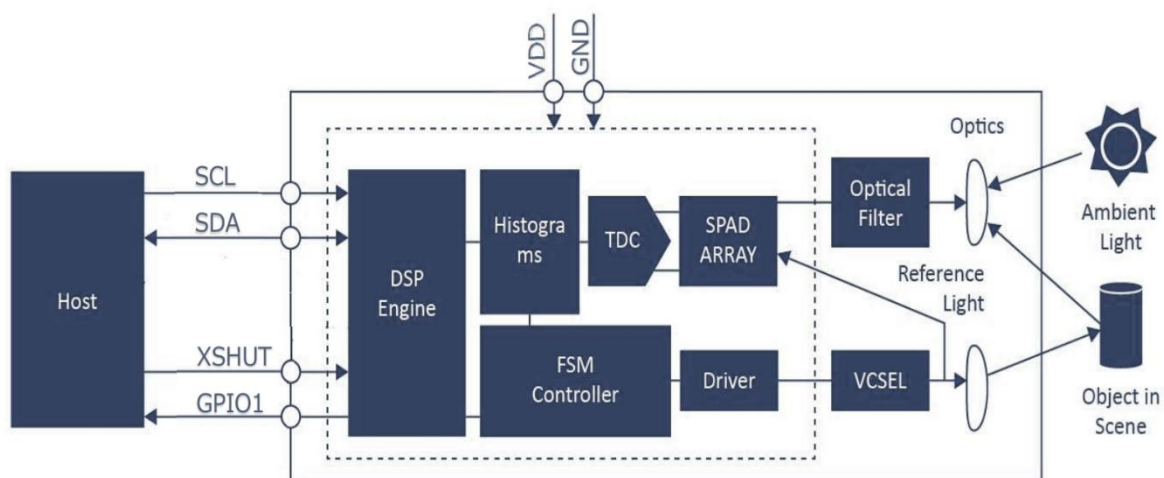 VDD
GND
Optics
SCL
SDA
XSHUT
GPIO1
Host
DSP
Engine
Histogra
ms
TDC
SPAD
ARRAY
Optical
Filter
Ambient
Light
Reference
Light
FSM
Controller
Driver
VCSEL
Object in
Scene